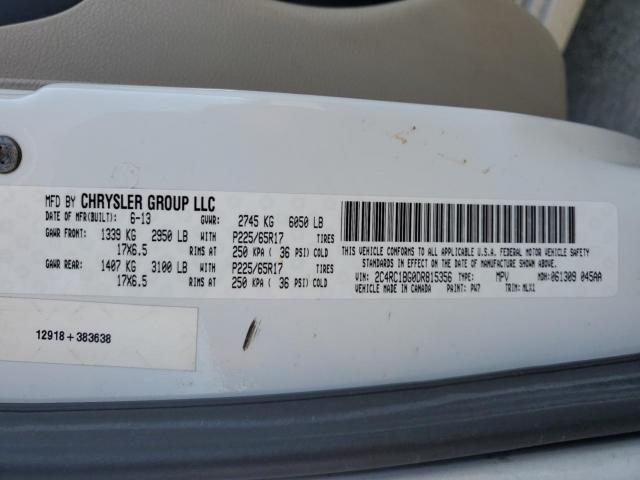 MFD BY CHRYSLER GROUP LLC
DATE OF MFR(BUILT): 6-13 GVWR: 2745 KG 6050 LB
GAWR FRONT: 1339 KG 2950 LB WITH P225/65R17 TIRES
17X6.5 RIMS AT 250 KPA ( 36 PSI) COLD
GAWR REAR: 1407 KG 3100 LB WITH P225/65R17 TIRES
17X6.5 RIMS AT 250 KPA ( 36 PSI) COLD
THIS VEHICLE CONFORMS TO ALL APPLICABLE U.S.A. FEDERAL MOTOR VEHICLE SAFETY
STANDARDS IN EFFECT ON THE DATE OF MANUFACTURE SHOWN ABOVE.
VIN: 2C4RC1BG0DR815356 TYPE: MPV MDH: 061309 045AA
VEHICLE MADE IN CANADA PAINT: PW7 TRIM: MLX1
12918 + 383638